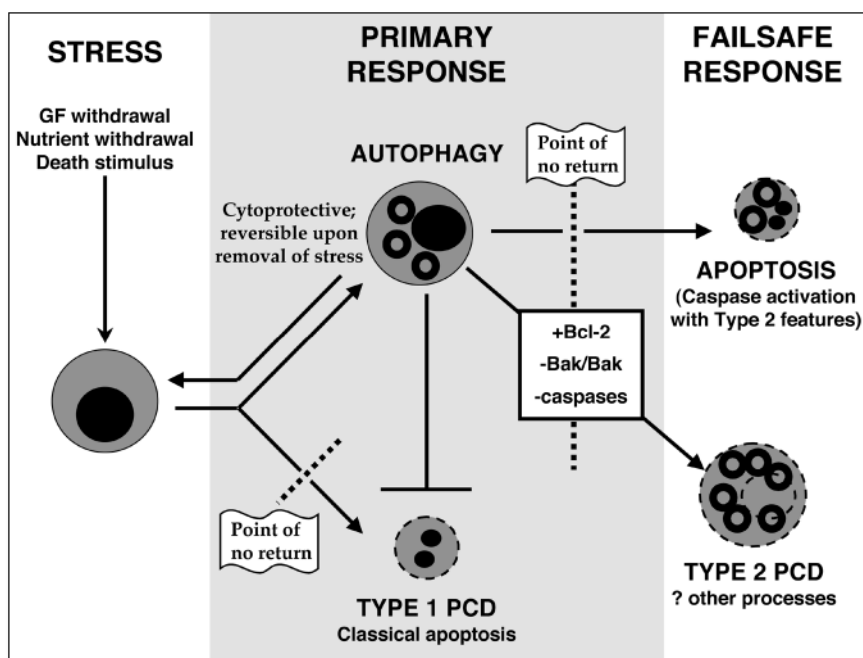 STRESS
GF withdrawal
Nutrient withdrawal
Death stimulus
PRIMARY
RESPONSE
AUTOPHAGY
Cytoprotective;
reversible upon
removal of stress
Point of
no return
Point of
no return
TYPE 1 PCD
Classical apoptosis
+Bcl-2
-Bak/Bak
-caspases
FAILSAFE
RESPONSE
APOPTOSIS
(Caspase activation
with Type 2 features)
TYPE 2 PCD
? other processes